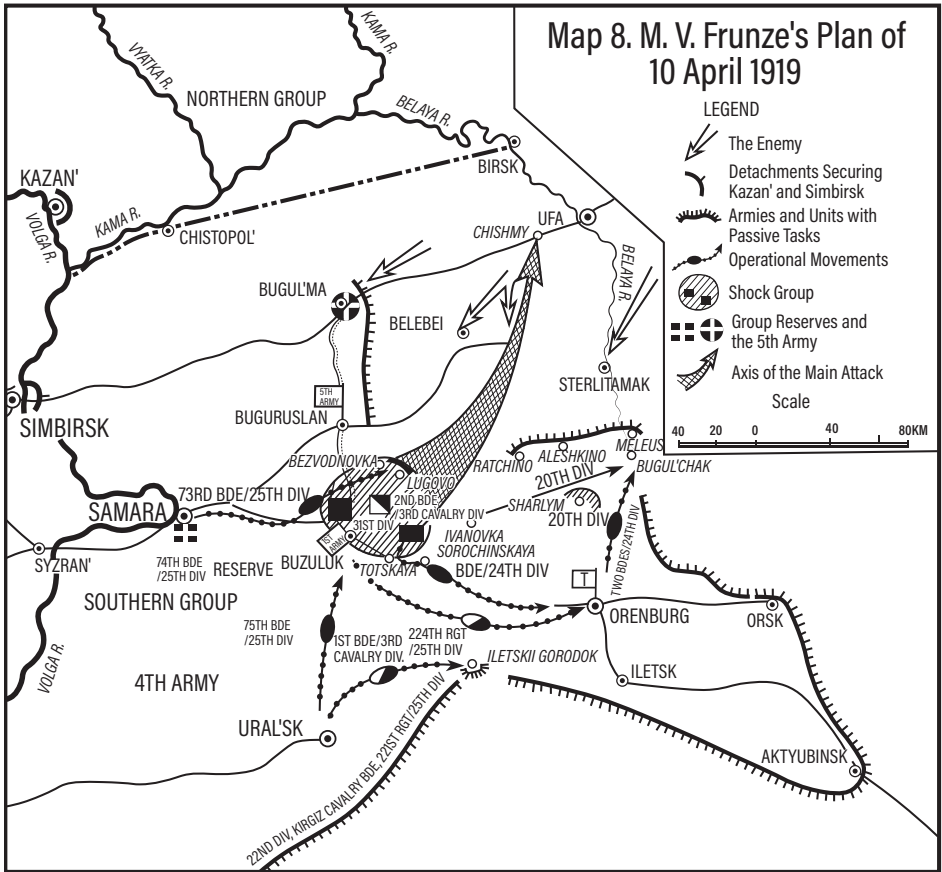 Map 8. M. V. Frunze's Plan of
10 April 1919
LEGEND
The Enemy
Detachments Securing
Kazan' and Simbirsk
Armies and Units with
Passive Tasks
Operational Movements
Shock Group
Group Reserves and
the 5th Army
Axis of the Main Attack
Scale
40 20 0 40 80KM
VYATKA R.
KAMA R.
NORTHERN GROUP
BELAYA R.
BIRSK
KAZAN'
VOLGA R.
KAMA R.
CHISTOPOL'
UFA
CHISHMY
BELAYA R.
BUGUL'MA
BELEBEI
STERLITAMAK
5TH
ARMY
SIMBIRSK
BUGURUSLAN
MELEUS
BEZVODNOVKA
RATCHINO
ALESHKINO
BUGUL'CHAK
LUGOVO
20TH DIV
73RD BDE/25TH DIV
SAMARA
2ND BDE
/3RD CAVALRY DIV
SHARLYM
20TH DIV
31ST DIV
IVANOVKA
SOROCHINSKAYA
1ST
ARMY
TWO BDES/24TH DIV
SYZRAN'
74TH BDE
/25TH DIV
RESERVE
BUZULUK
TOTSKAYA
BDE/24TH DIV
T
SOUTHERN GROUP
ORENBURG
ORSK
75TH BDE
/25TH DIV
1ST BDE/3RD
CAVALRY DIV.
224TH RGT
/25TH DIV
ILETSKII GORODOK
VOLGA R.
4TH ARMY
ILETSK
URAL'SK
AKTYUBINSK
22ND DIV, KIRGIZ CAVALRY BDE, 221ST RGT/25TH DIV